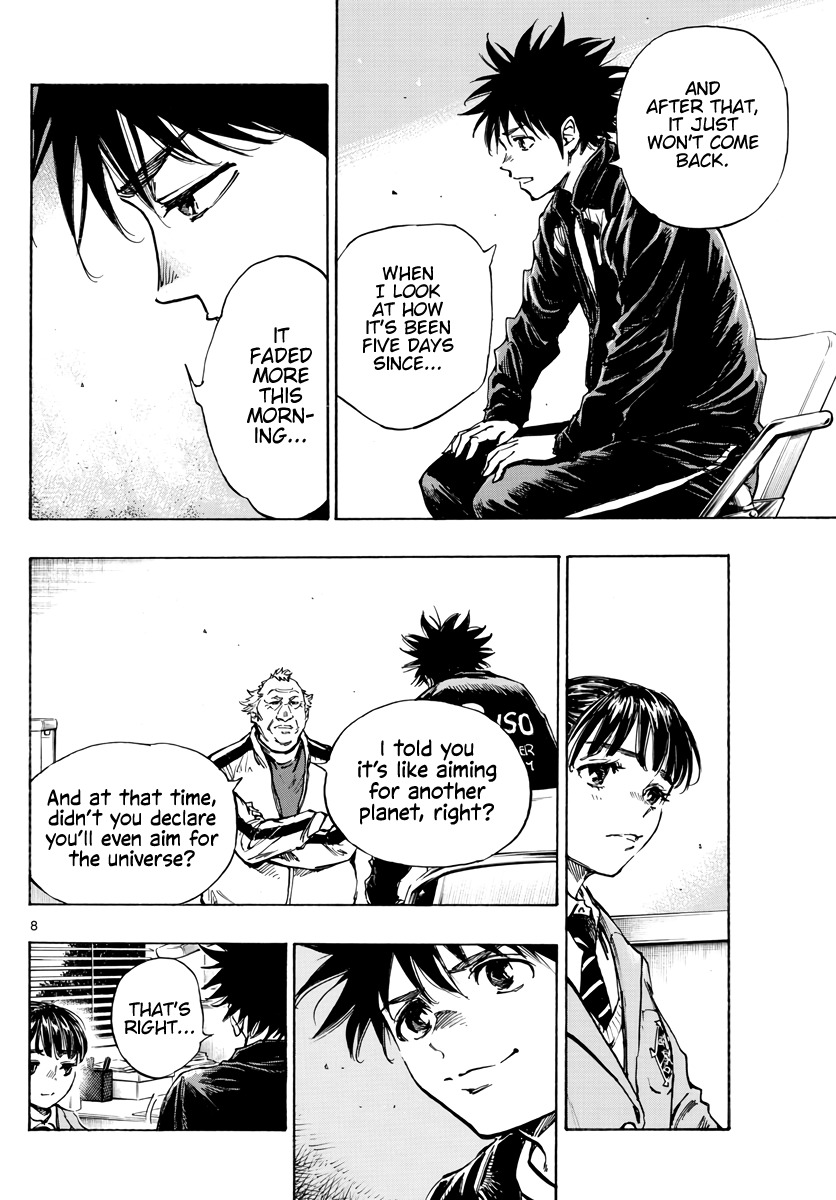 AND
AFTER THAT,
IT JUST
WON'T COME
BACK.
WHEN
I LOOK
AT HOW
IT'S BEEN
FIVE DAYS
SINCE...
IT
FADED
MORE
THIS
MORN-
ING...
I told you
it's like aiming
for another
planet, right?
And at that time,
didn't you declare
you'll even aim for
the universe?
8
THAT'S
RIGHT...